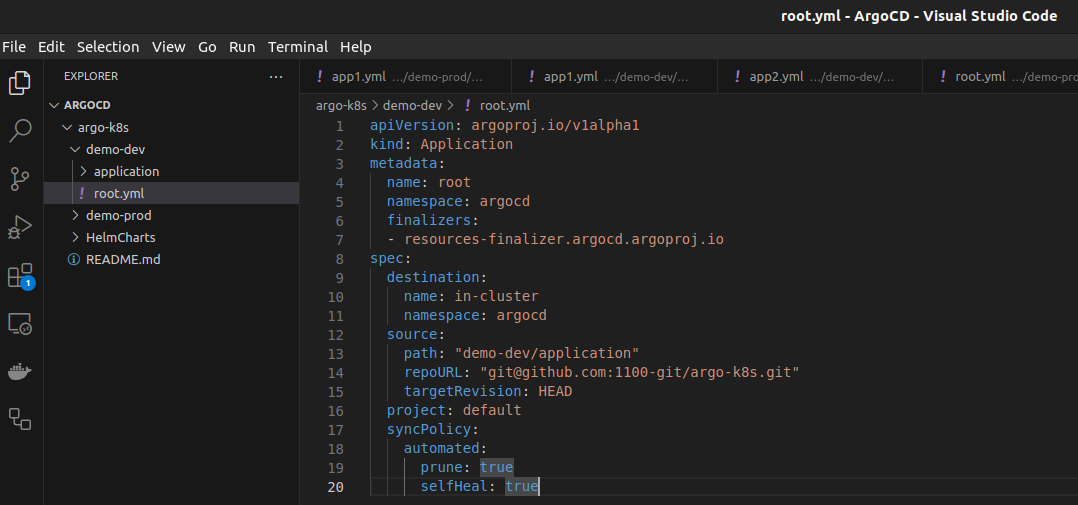 root.yml - ArgoCD - Visual Studio Code
File Edit Selection View Go Run Terminal Help
EXPLORER ...
ARGOCD
argo-k8s
demo-dev
application
! root.yml
demo-prod
HelmCharts
README.md
1
! app1.yml .../demo-prod/... ! app1.yml .../demo-dev/... ! app2.yml .../demo-dev/... ! root.yml .../demo-pro
argo-k8s > demo-dev > ! root.yml
1 apiVersion: argoproj.io/v1alpha1
2 kind: Application
3 metadata:
4   name: root
5   namespace: argocd
6   finalizers:
7   - resources-finalizer.argocd.argoproj.io
8 spec:
9   destination:
10     name: in-cluster
11     namespace: argocd
12   source:
13     path: "demo-dev/application"
14     repoURL: "git@github.com:1100-git/argo-k8s.git"
15     targetRevision: HEAD
16   project: default
17   syncPolicy:
18     automated:
19       prune: true
20       selfHeal: true